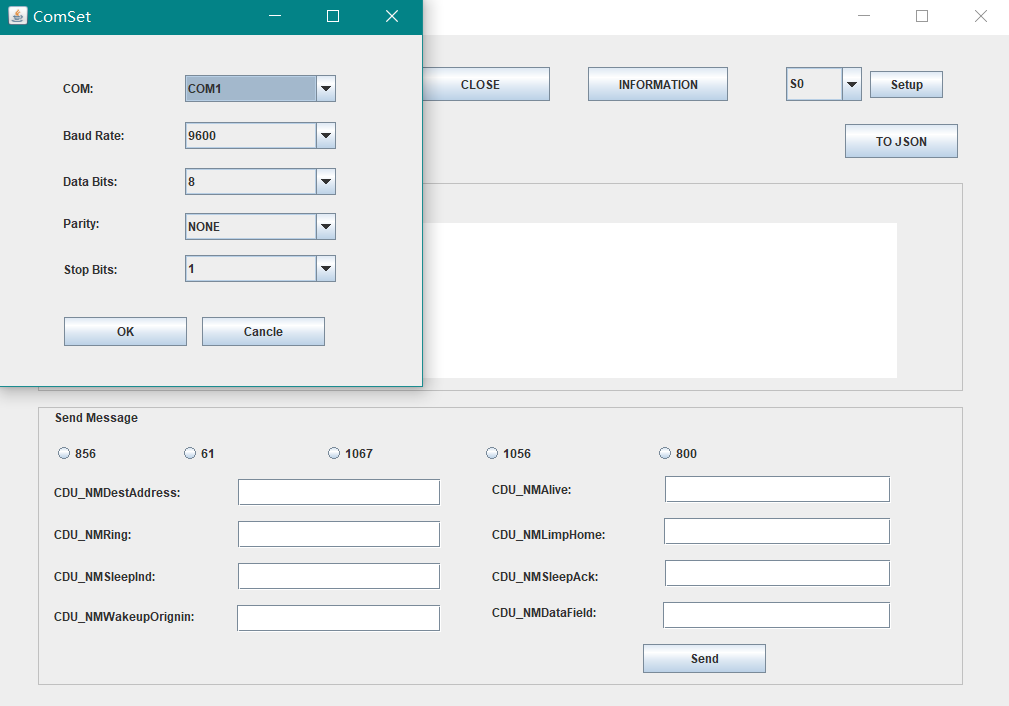 ComSet
COM: COM1
Baud Rate: 9600
Data Bits: 8
Parity: NONE
Stop Bits: 1
OK Cancle
CLOSE INFORMATION S0 Setup
TO JSON
Send Message
856 61 1067 1056 800
CDU_NMDestAddress: CDU_NMAlive:
CDU_NMRing: CDU_NMLimpHome:
CDU_NMSleepInd: CDU_NMSleepAck:
CDU_NMWakeupOrignin: CDU_NMDataField:
Send